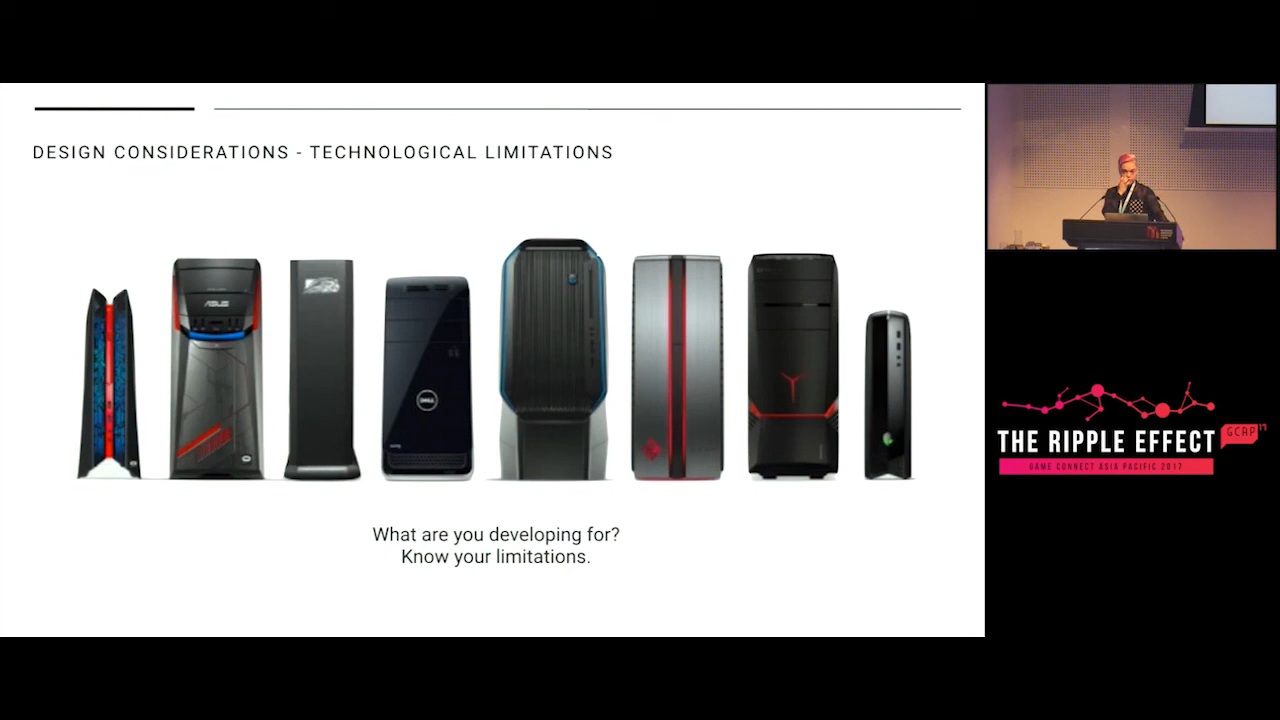 DESIGN CONSIDERATIONS - TECHNOLOGICAL LIMITATIONS
ASUS
DELL
What are you developing for?
Know your limitations.
THE RIPPLE EFFECT
GCAP 17
GAME CONNECT ASIA PACIFIC 2017